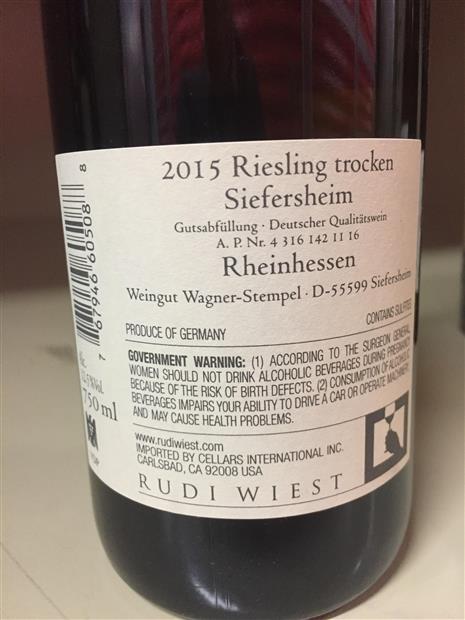 2015 Riesling trocken
Siefersheim
Gutsabfüllung · Deutscher Qualitätswein
A. P. Nr. 4 316 142 11 16
Rheinhessen
Weingut Wagner-Stempel · D-55599 Siefersheim
PRODUCE OF GERMANY
CONTAINS SULFITES
GOVERNMENT WARNING: (1) ACCORDING TO THE SURGEON GENERAL,
WOMEN SHOULD NOT DRINK ALCOHOLIC BEVERAGES DURING PREGNANCY
BECAUSE OF THE RISK OF BIRTH DEFECTS. (2) CONSUMPTION OF ALCOHOLIC
BEVERAGES IMPAIRS YOUR ABILITY TO DRIVE A CAR OR OPERATE MACHINERY,
AND MAY CAUSE HEALTH PROBLEMS.
www.rudiwiest.com
IMPORTED BY CELLARS INTERNATIONAL INC.
CARLSBAD, CA 92008 USA
RUDI WIEST
7 67946 60508 8
750 ml